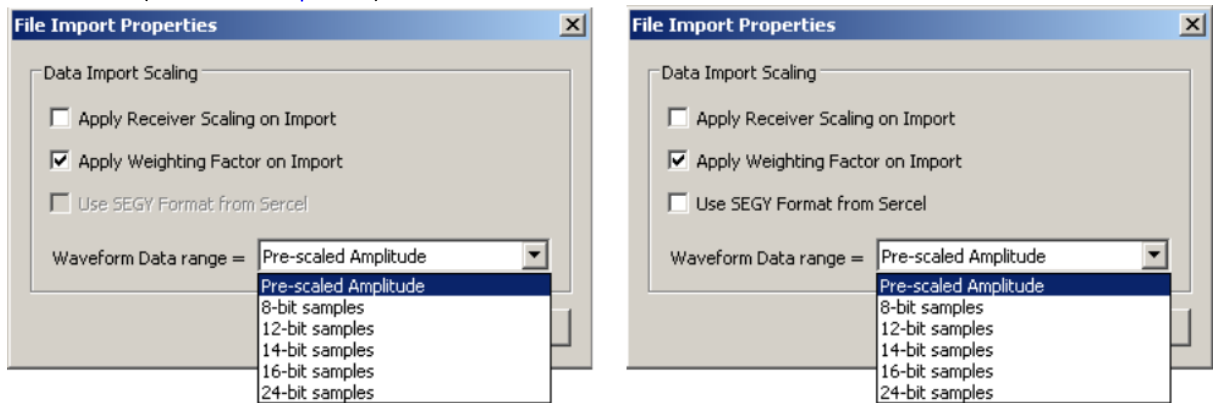 File Import Properties
Data Import Scaling
Apply Receiver Scaling on Import
Apply Weighting Factor on Import
Use SEGY Format from Sercel
Waveform Data range = Pre-scaled Amplitude
Pre-scaled Amplitude
8-bit samples
12-bit samples
14-bit samples
16-bit samples
24-bit samples
File Import Properties
Data Import Scaling
Apply Receiver Scaling on Import
Apply Weighting Factor on Import
Use SEGY Format from Sercel
Waveform Data range = Pre-scaled Amplitude
Pre-scaled Amplitude
8-bit samples
12-bit samples
14-bit samples
16-bit samples
24-bit samples